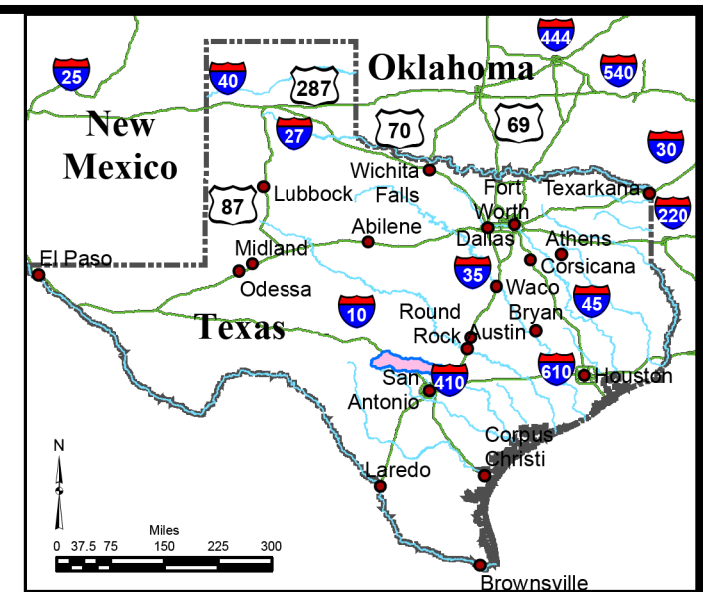 444
25
40
Oklahoma
540
287
New
Mexico
27
70
69
30
Wichita
Falls
Fort
Worth
Texarkana
87
Lubbock
220
Abilene
Dallas
Athens
El Paso
Midland
Odessa
35
Corsicana
Waco
45
10
Round
Rock
Bryan
Texas
Austin
San
Antonio
410
610
Houston
N
Corpus
Christi
Laredo
Miles
0 37.5 75 150 225 300
Brownsville